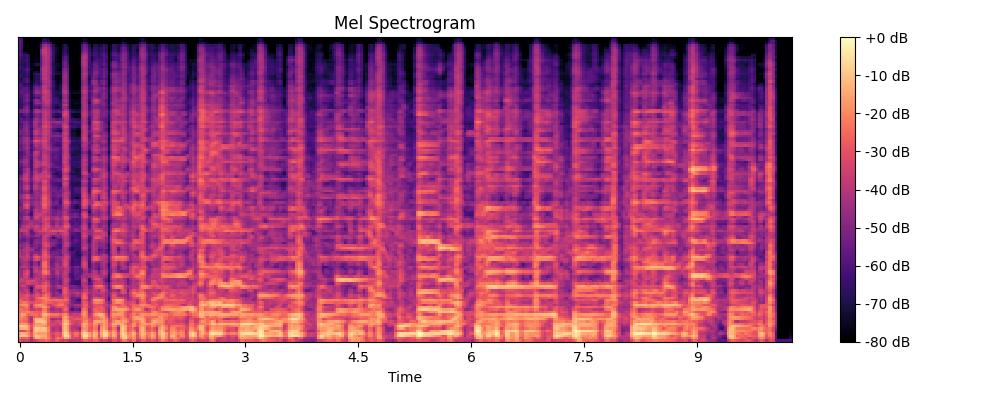 Mel Spectrogram
+0 dB
-10 dB
-20 dB
-30 dB
-40 dB
-50 dB
-60 dB
-70 dB
-80 dB
0 1.5 3 4.5 6 7.5 9
Time